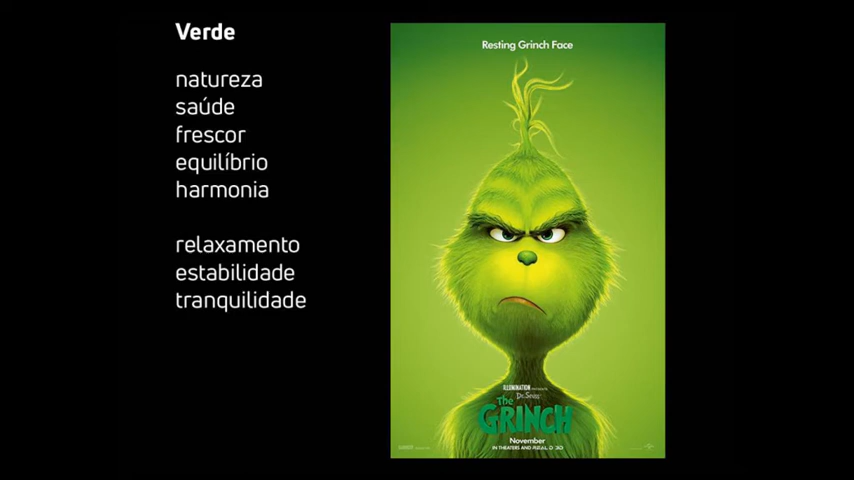 Verde
natureza
saúde
frescor
equilíbrio
harmonia
relaxamento
estabilidade
tranquilidade
Resting Grinch Face
ILLUMINATION
Dr. Seuss'
The
GRINCH
November
IN THEATERS AND REAL D 3D